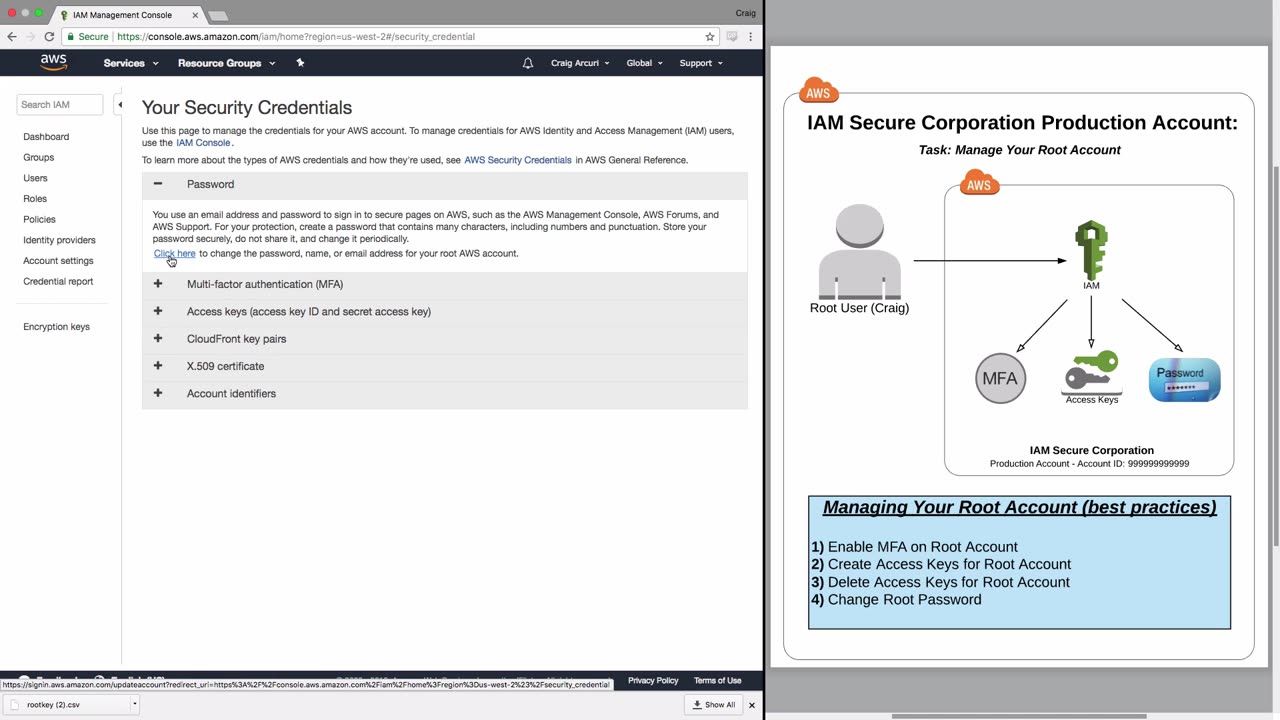 IAM Management Console
Craig
Secure
https://console.aws.amazon.com/iam/home?region=us-west-2#/security_credential
aws
Services
Resource Groups
Craig Arcuri
Global
Support
Search IAM
Dashboard
Groups
Users
Roles
Policies
Identity providers
Account settings
Credential report
Encryption keys
Your Security Credentials
Use this page to manage the credentials for your AWS account. To manage credentials for AWS Identity and Access Management (IAM) users,
use the IAM Console.
To learn more about the types of AWS credentials and how they're used, see AWS Security Credentials in AWS General Reference.
Password
You use an email address and password to sign in to secure pages on AWS, such as the AWS Management Console, AWS Forums, and
AWS Support. For your protection, create a password that contains many characters, including numbers and punctuation. Store your
password securely, do not share it, and change it periodically.
Click here to change the password, name, or email address for your root AWS account.
Multi-factor authentication (MFA)
Access keys (access key ID and secret access key)
CloudFront key pairs
X.509 certificate
Account identifiers
Privacy Policy
Terms of Use
https://signin.aws.amazon.com/updateaccount?redirect_uri=https%3A%2F%2Fconsole.aws.amazon.com%2Fiam%2Fhome%3Fregion%3Dus-west-2%23%2Fsecurity_credential
rootkey (2).csv
Show All
AWS
IAM Secure Corporation Production Account:
Task: Manage Your Root Account
AWS
IAM
Root User (Craig)
MFA
Access Keys
Password
IAM Secure Corporation
Production Account - Account ID: 999999999999
Managing Your Root Account (best practices)
1) Enable MFA on Root Account
2) Create Access Keys for Root Account
3) Delete Access Keys for Root Account
4) Change Root Password